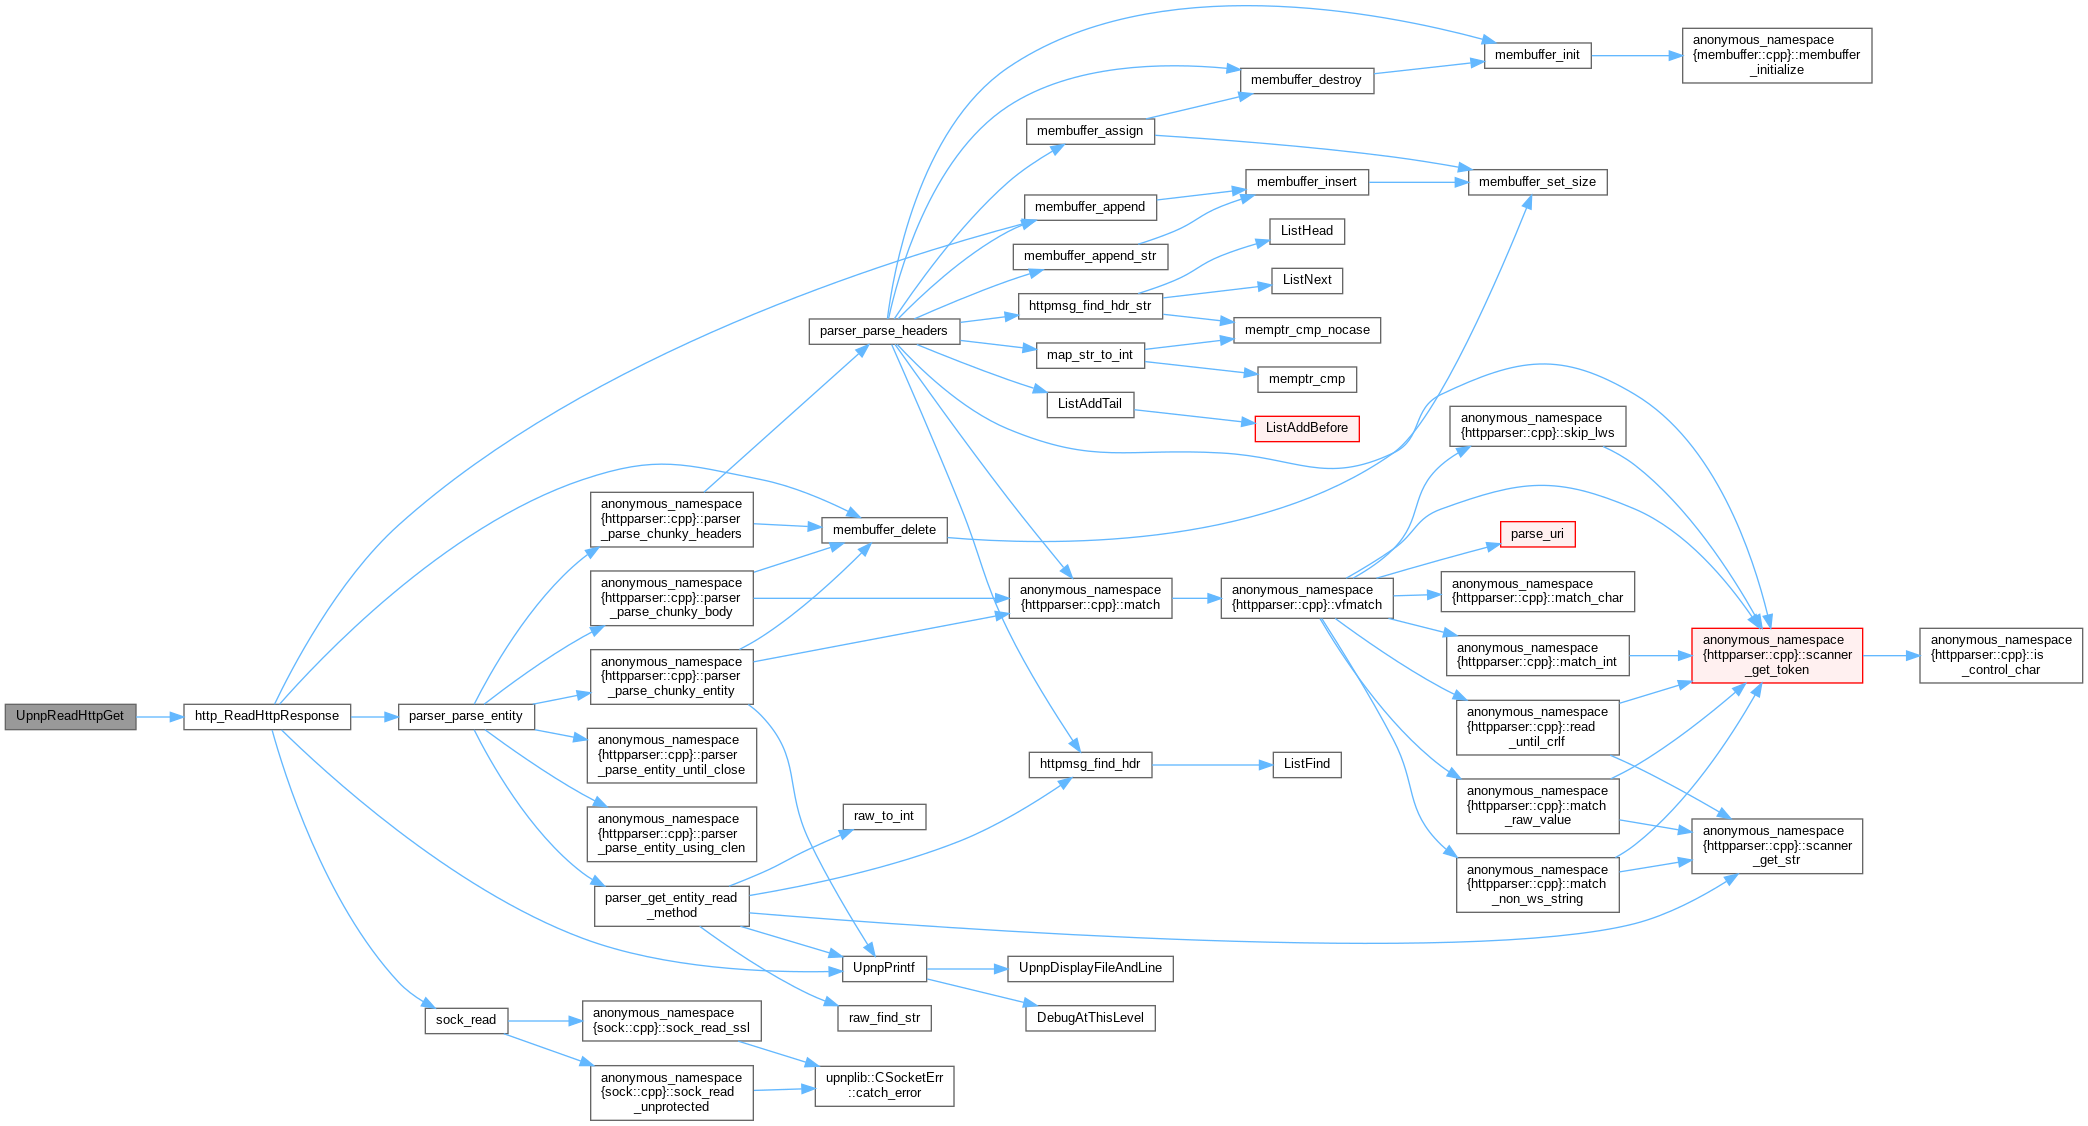 UpnpReadHttpGet
http_ReadHttpResponse
parser_parse_entity
sock_read
anonymous_namespace
{httpparser::cpp}::parser
_parse_chunky_headers
anonymous_namespace
{httpparser::cpp}::parser
_parse_chunky_body
anonymous_namespace
{httpparser::cpp}::parser
_parse_chunky_entity
anonymous_namespace
{httpparser::cpp}::parser
_parse_entity_until_close
anonymous_namespace
{httpparser::cpp}::parser
_parse_entity_using_clen
parser_get_entity_read
_method
anonymous_namespace
{sock::cpp}::sock_read_ssl
anonymous_namespace
{sock::cpp}::sock_read
_unprotected
parser_parse_headers
membuffer_delete
raw_to_int
UpnpPrintf
raw_find_str
upnplib::CSocketErr
::catch_error
membuffer_assign
membuffer_append
membuffer_append_str
httpmsg_find_hdr_str
map_str_to_int
ListAddTail
anonymous_namespace
{httpparser::cpp}::match
httpmsg_find_hdr
UpnpDisplayFileAndLine
DebugAtThisLevel
membuffer_destroy
membuffer_insert
ListHead
ListNext
memptr_cmp_nocase
memptr_cmp
ListAddBefore
anonymous_namespace
{httpparser::cpp}::vfmatch
ListFind
membuffer_init
membuffer_set_size
anonymous_namespace
{httpparser::cpp}::skip_lws
parse_uri
anonymous_namespace
{httpparser::cpp}::match_char
anonymous_namespace
{httpparser::cpp}::match_int
anonymous_namespace
{httpparser::cpp}::read
_until_crlf
anonymous_namespace
{httpparser::cpp}::match
_raw_value
anonymous_namespace
{httpparser::cpp}::match
_non_ws_string
anonymous_namespace
{membuffer::cpp}::membuffer
_initialize
anonymous_namespace
{httpparser::cpp}::scanner
_get_token
anonymous_namespace
{httpparser::cpp}::scanner
_get_str
anonymous_namespace
{httpparser::cpp}::is
_control_char